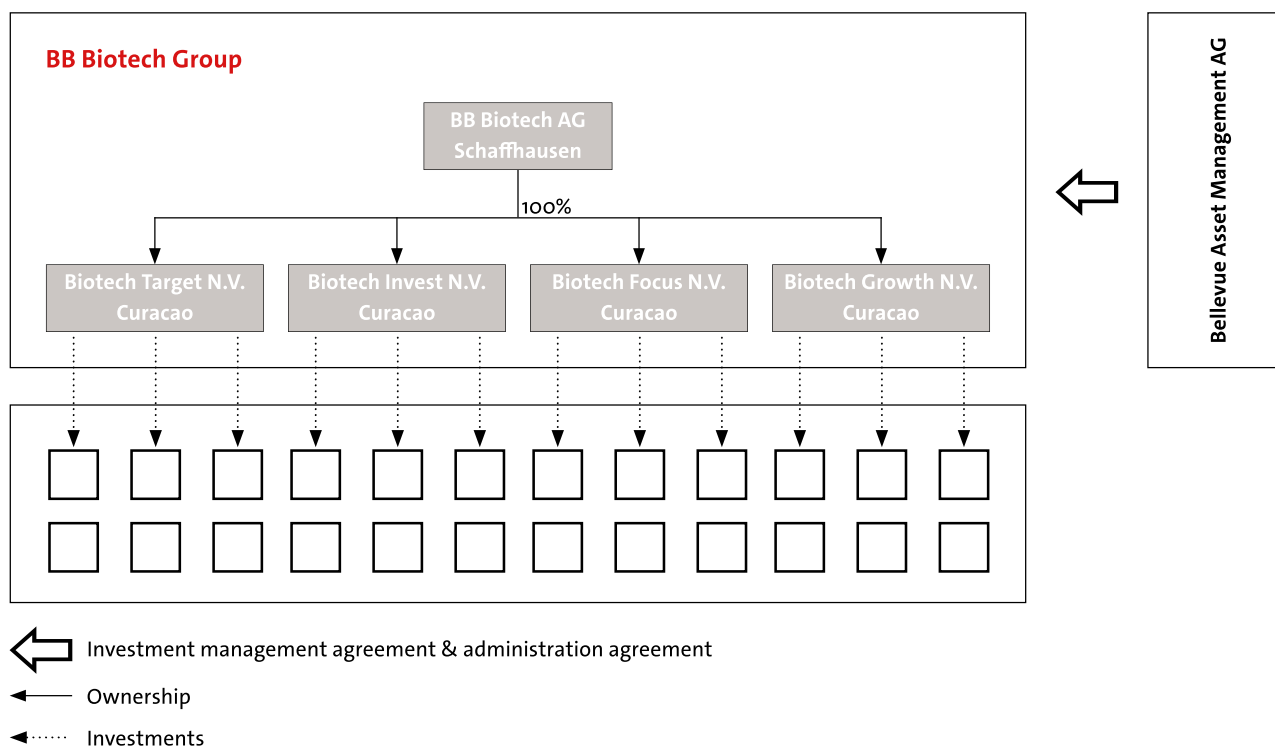 BB Biotech Group
BB Biotech AG
Schaffhausen
100%
Biotech Target N.V.
Curacao
Biotech Invest N.V.
Curacao
Biotech Focus N.V.
Curacao
Biotech Growth N.V.
Curacao
Bellevue Asset Management AG
Investment management agreement & administration agreement
Ownership
Investments